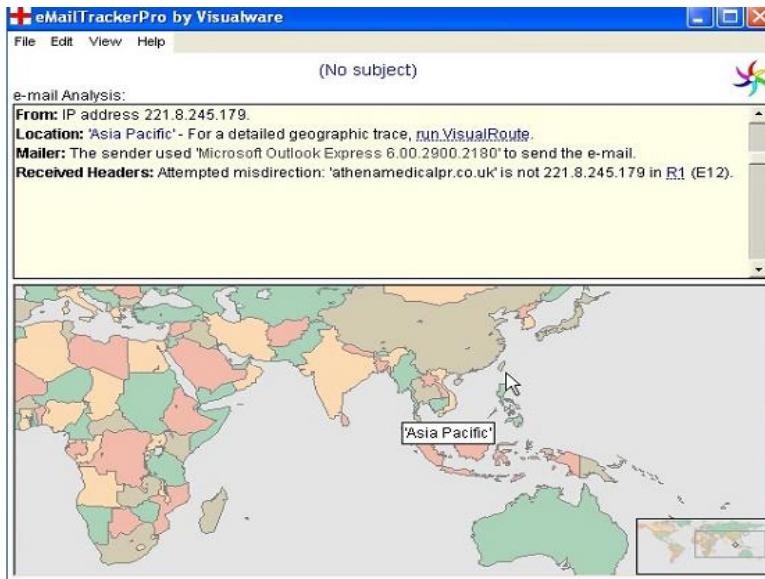 eMailTrackerPro by Visualware
File Edit View Help
(No subject)
e-mail Analysis:
From: IP address 221.8.245.179.
Location: 'Asia Pacific' - For a detailed geographic trace, run VisualRoute.
Mailer: The sender used 'Microsoft Outlook Express 6.00.2900.2180' to send the e-mail.
Received Headers: Attempted misdirection: 'athenamedicalpr.co.uk' is not 221.8.245.179 in R1 (E12).
'Asia Pacific'